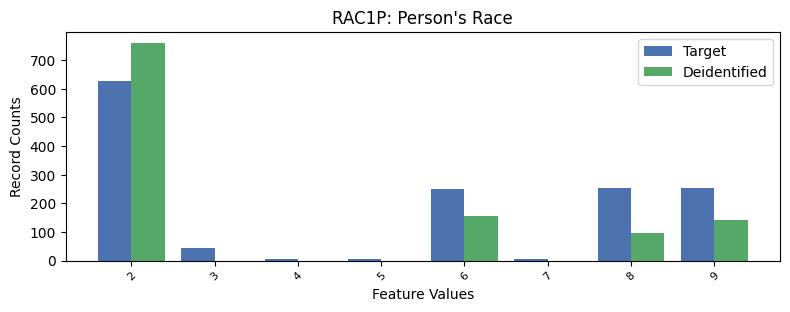 RAC1P: Person's Race
Target
Deidentified
700
600
500
400
300
200
100
0
Record Counts
2 3 4 5 6 7 8 9
Feature Values